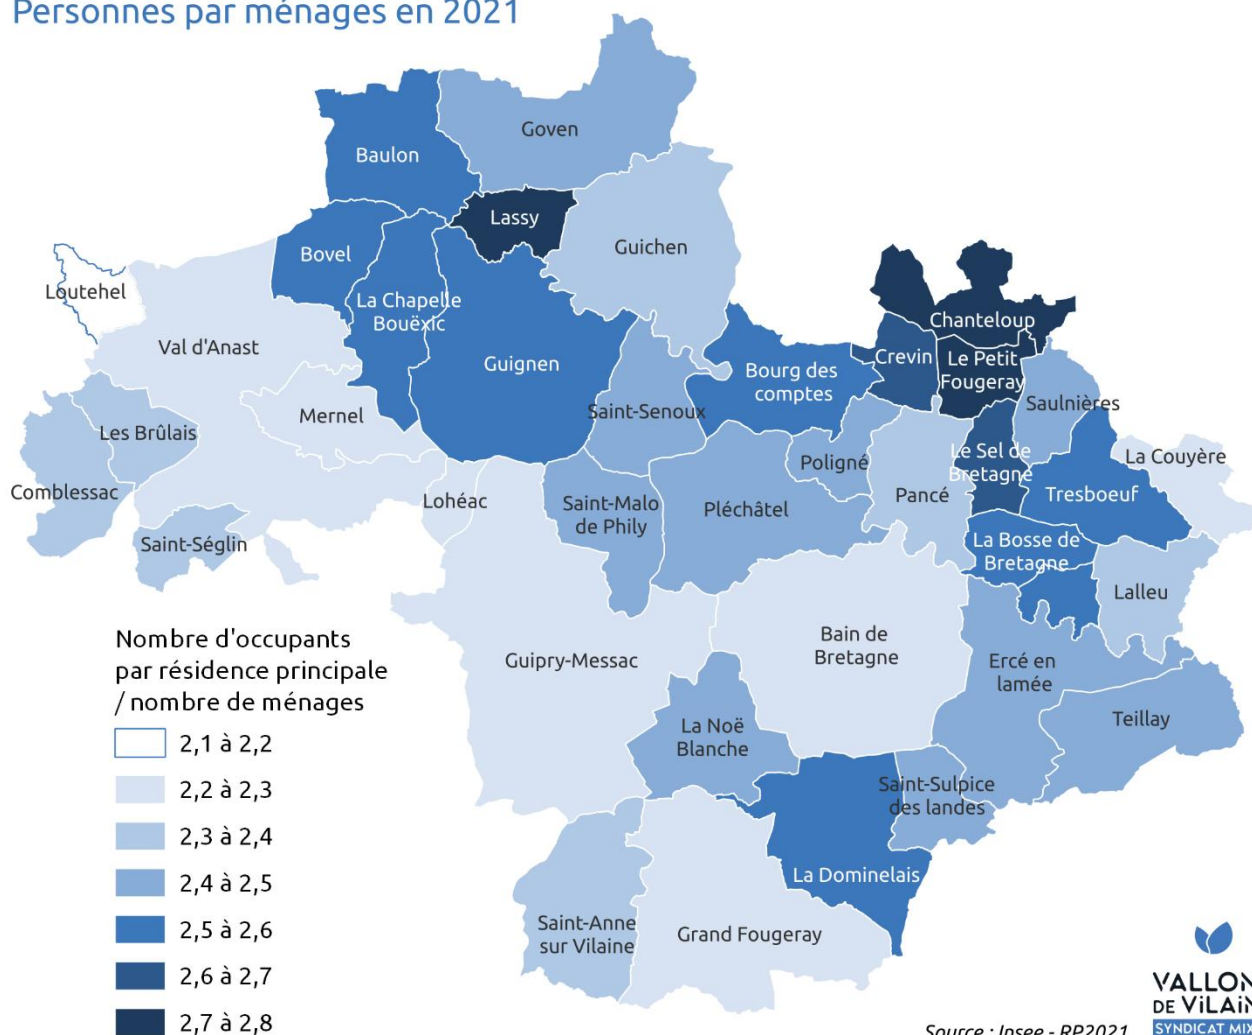 Personnes par ménages en 2021
Goven
Baulon
Lassy
Guichen
Bovel
Loutehel
La Chapelle
Bouëxic
Chanteloup
Val d'Anast
Guignen
Crevin
Le Petit
Fougeray
Bourg des
comptes
Saint-Senoux
Saulnières
Mernel
Les Brûlais
La Couyère
Le Sel de
Bretagne
Poligné
Comblessac
Lohéac
Saint-Malo
de Phily
Pléchâtel
Pancé
Tresboeuf
Saint-Séglin
La Bosse de
Bretagne
Lalleu
Bain de
Bretagne
Guipry-Messac
Ercé en
lamée
La Noë
Blanche
Teillay
Saint-Sulpice
des landes
La Dominelais
Saint-Anne
sur Vilaine
Grand Fougeray
Nombre d'occupants
par résidence principale
/ nombre de ménages
2,1 à 2,2
2,2 à 2,3
2,3 à 2,4
2,4 à 2,5
2,5 à 2,6
2,6 à 2,7
2,7 à 2,8
Source : Insee - RP2021
VALLON
DE ViLAiN
SYNDICAT MIX